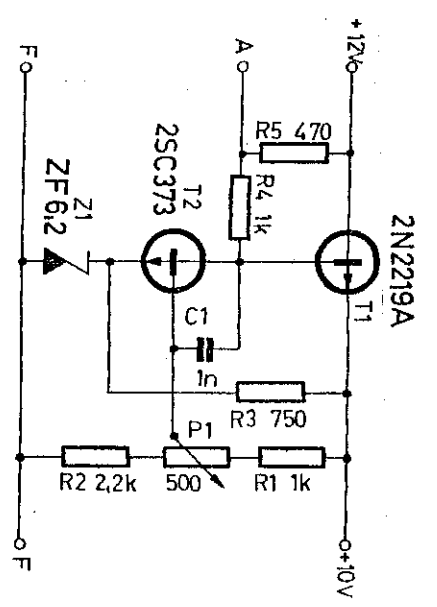 +12V
A
F
R5 470
R4 1k
2N2219A
T1
T2
2SC373
Z1
ZF6,2
C1
1n
R3 750
P1
R2 2,2k
500
R1 1k
F
+10V